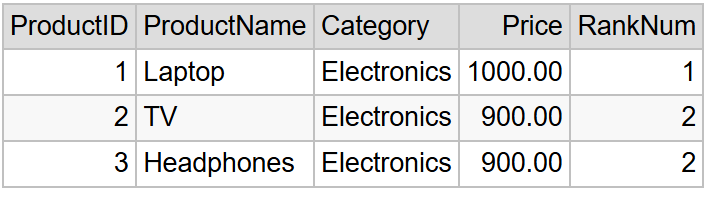 ProductID ProductName Category Price RankNum
1 Laptop Electronics 1000.00 1
2 TV Electronics 900.00 2
3 Headphones Electronics 900.00 2